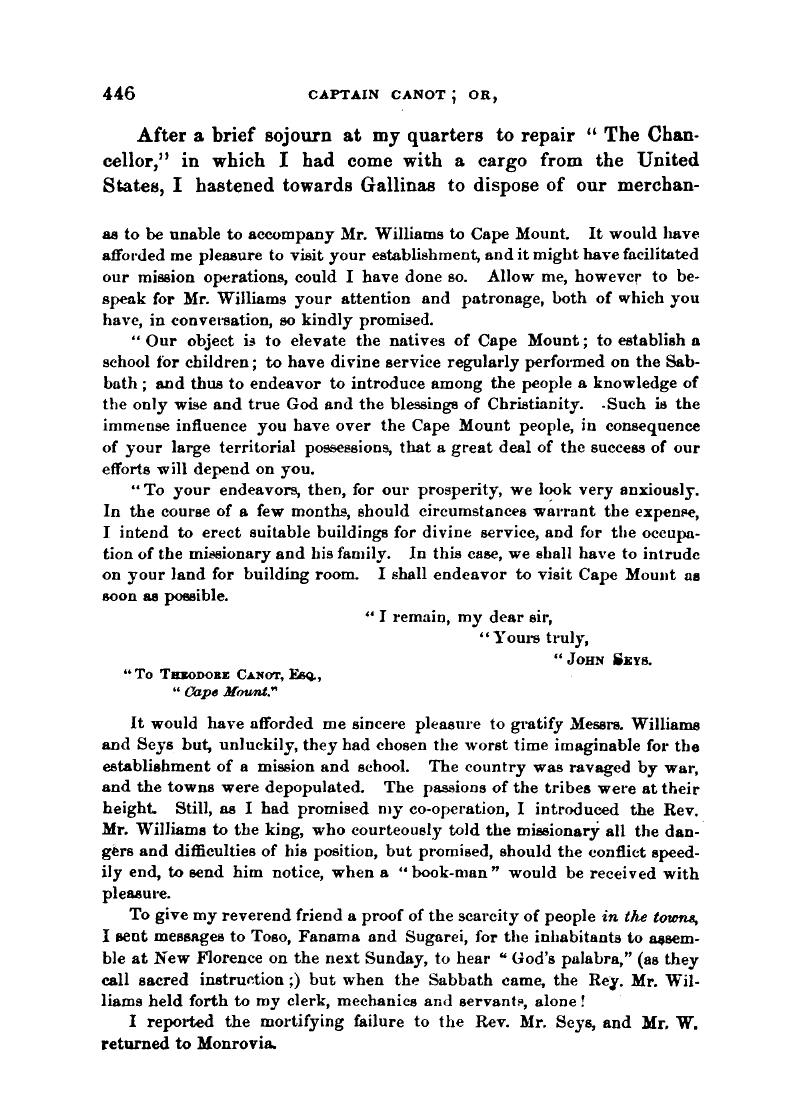 446 CAPTAIN CANOT; OR,
After a brief sojourn at my quarters to repair “ The Chan-
cellor,” in which I had come with a cargo from the United
States, I hastened towards Gallinas to dispose of our merchan-
as to be unable to accompany Mr. Williams to Cape Mount. It would have
afforded me pleasure to visit your establishment, and it might have facilitated
our mission operations, could I have done so. Allow me, however to be-
speak for Mr. Williams your attention and patronage, both of which you
have, in conversation, so kindly promised.
“ Our object is to elevate the natives of Cape Mount; to establish a
school for children; to have divine service regularly performed on the Sab-
bath; and thus to endeavor to introduce among the people a knowledge of
the only wise and true God and the blessings of Christianity. Such is the
immense influence you have over the Cape Mount people, in consequence
of your large territorial possessions, that a great deal of the success of our
efforts will depend on you.
“ To your endeavors, then, for our prosperity, we look very anxiously.
In the course of a few months, should circumstances warrant the expense,
I intend to erect suitable buildings for divine service, and for the occupa-
tion of the missionary and his family. In this case, we shall have to intrude
on your land for building room. I shall endeavor to visit Cape Mount as
soon as possible.
“ I remain, my dear sir,
“ Yours truly,
“ JOHN SEYS.
“ To THEODORE CANOT, ESQ.,
“ Cape Mount.”
It would have afforded me sincere pleasure to gratify Messrs. Williams
and Seys but, unluckily, they had chosen the worst time imaginable for the
establishment of a mission and school. The country was ravaged by war,
and the towns were depopulated. The passions of the tribes were at their
height. Still, as I had promised my co-operation, I introduced the Rev.
Mr. Williams to the king, who courteously told the missionary all the dan-
gers and difficulties of his position, but promised, should the conflict speed-
ily end, to send him notice, when a “ book-man ” would be received with
pleasure.
To give my reverend friend a proof of the scarcity of people in the towns,
I sent messages to Toso, Fanama and Sugarei, for the inhabitants to assem-
ble at New Florence on the next Sunday, to hear “ God's palabra,” (as they
call sacred instruction ;) but when the Sabbath came, the Rev. Mr. Wil-
liams held forth to my clerk, mechanics and servants, alone !
I reported the mortifying failure to the Rev. Mr. Seys, and Mr. W.
returned to Monrovia.